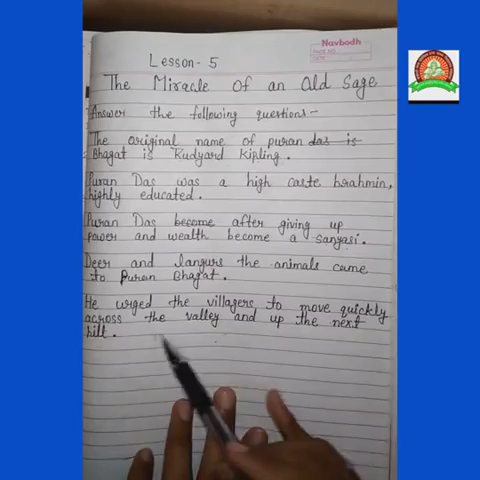 Navbodh
PAGE NO.
DATE
Lesson - 5
The Miracle Of an Old Sage
Answer the following questions -
The original name of puran das is
Bhagat is Rudyard Kipling.
Puran Das was a high caste brahmin,
highly educated.
Puran Das become after giving up
power and wealth become a sanyasi.
Deer and langurs the animals came
to Puran Bhagat.
He urged the villagers to move quickly
across the valley and up the next
hill.